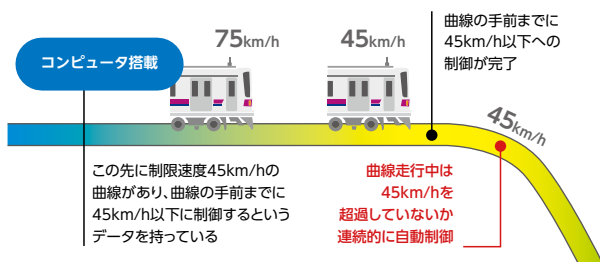 コンピュータ搭載
75km/h
45km/h
曲線の手前までに
45km/h以下への
制御が完了
45km/h
この先に制限速度45km/hの
曲線があり、曲線の手前までに
45km/h以下に制御するという
データを持っている
曲線走行中は
45km/hを
超過していないか
連続的に自動制御